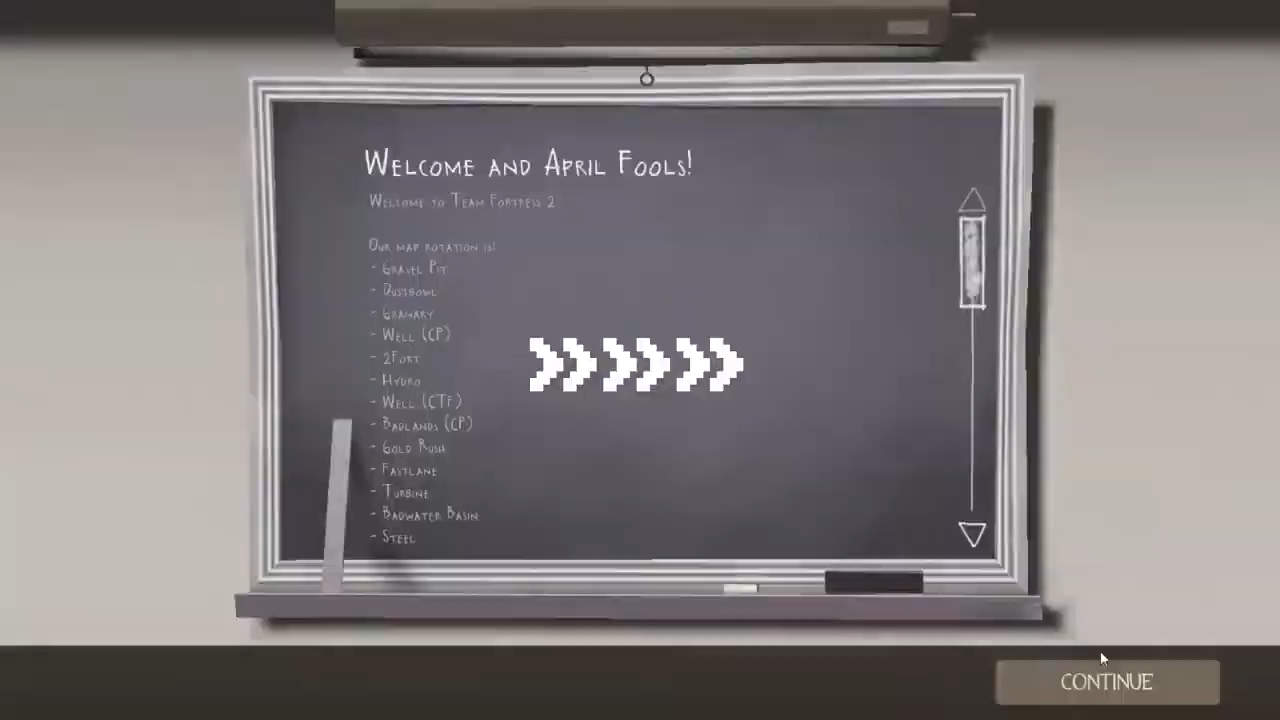 Welcome and April Fools!
Welcome to Team Fortress 2
Our map rotation is:
- Gravel Pit
- Dustbowl
- Granary
- Well (CP)
- 2Fort
- Hydro
- Well (CTF)
- Badlands (CP)
- Gold Rush
- Fastlane
- Turbine
- Badwater Basin
- Steel
CONTINUE